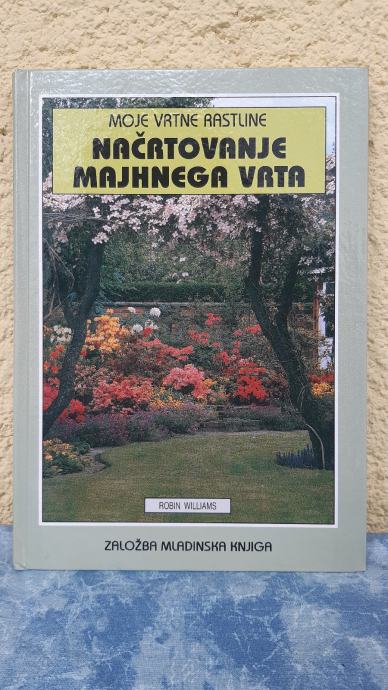 MOJE VRTNE RASTLINE
NAČRTOVANJE
MAJHNEGA VRTA
ROBIN WILLIAMS
ZALOŽBA MLADINSKA KNJIGA